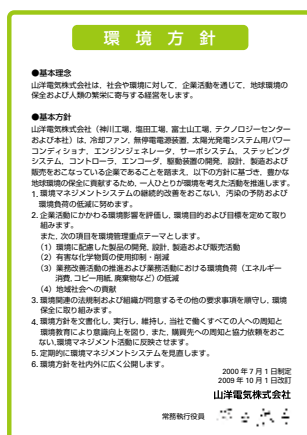 環境方針
●基本理念
山洋電気株式会社は、社会や環境に対して、企業活動を通じて、地球環境の
保全および人類の繁栄に寄与する経営をします。
●基本方針
山洋電気株式会社（神川工場、塩田工場、富士山工場、テクノロジーセンター
および本社）は、冷却ファン、無停電電源装置、太陽光発電システム用パワー
コンディショナ、エンジンジェネレータ、サーボシステム、ステッピング
システム、コントローラ、エンコーダ、駆動装置の開発、設計、製造および
販売をおこなっている企業であることを踏まえ、以下の方針に基づき、豊かな
地球環境の保全に貢献するため、一人ひとりが環境を考えた活動を推進します。
1. 環境マネジメントシステムの継続的改善をおこない、汚染の予防および
環境負荷の低減に努めます。
2. 企業活動にかかわる環境影響を評価し、環境目的および目標を定めて取り
組みます。
また、次の項目を環境管理重点テーマとします。
（1）環境に配慮した製品の開発、設計、製造および販売活動
（2）有害な化学物質の使用抑制・削減
（3）業務改善活動の推進および業務活動における環境負荷（エネルギー
消費、コピー用紙、廃棄物など）の低減
（4）地域社会への貢献
3. 環境関連の法規制および組織が同意するその他の要求事項を順守し、環境
保全に取り組みます。
4. 環境方針を文書化し、実行し、維持し、当社で働くすべての人への周知と
環境教育により意識向上を図り、また、購買先への周知と協力依頼をおこ
ない、環境マネジメント活動に反映させます。
5. 定期的に環境マネジメントシステムを見直します。
6. 環境方針を社内外に広く公開します。
2000 年 7 月 1 日制定
2009 年 10 月 1 日改訂
山洋電気株式会社
常務執行役員